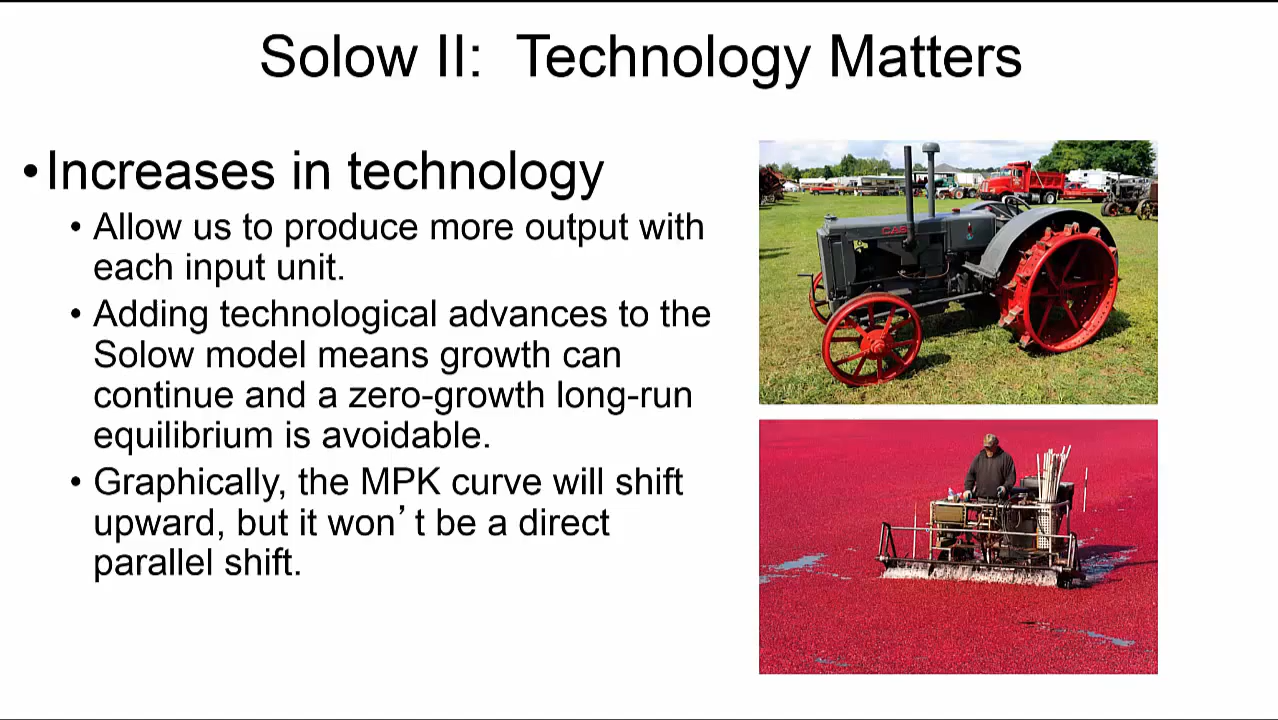 Solow II:  Technology Matters
•Increases in technology
• Allow us to produce more output with
each input unit.
• Adding technological advances to the
Solow model means growth can
continue and a zero-growth long-run
equilibrium is avoidable.
• Graphically, the MPK curve will shift
upward, but it won’t be a direct
parallel shift.
CASE